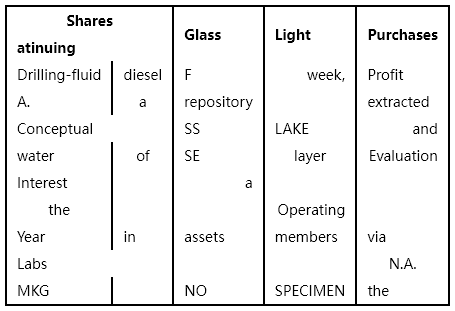 Shares atinuing Glass Light Purchases
Drilling-fluid diesel F week, Profit
A. a repository extracted
Conceptual SS LAKE and
water of SE layer Evaluation
Interest a
the Operating
Year in assets members via
Labs N.A.
MKG NO SPECIMEN the